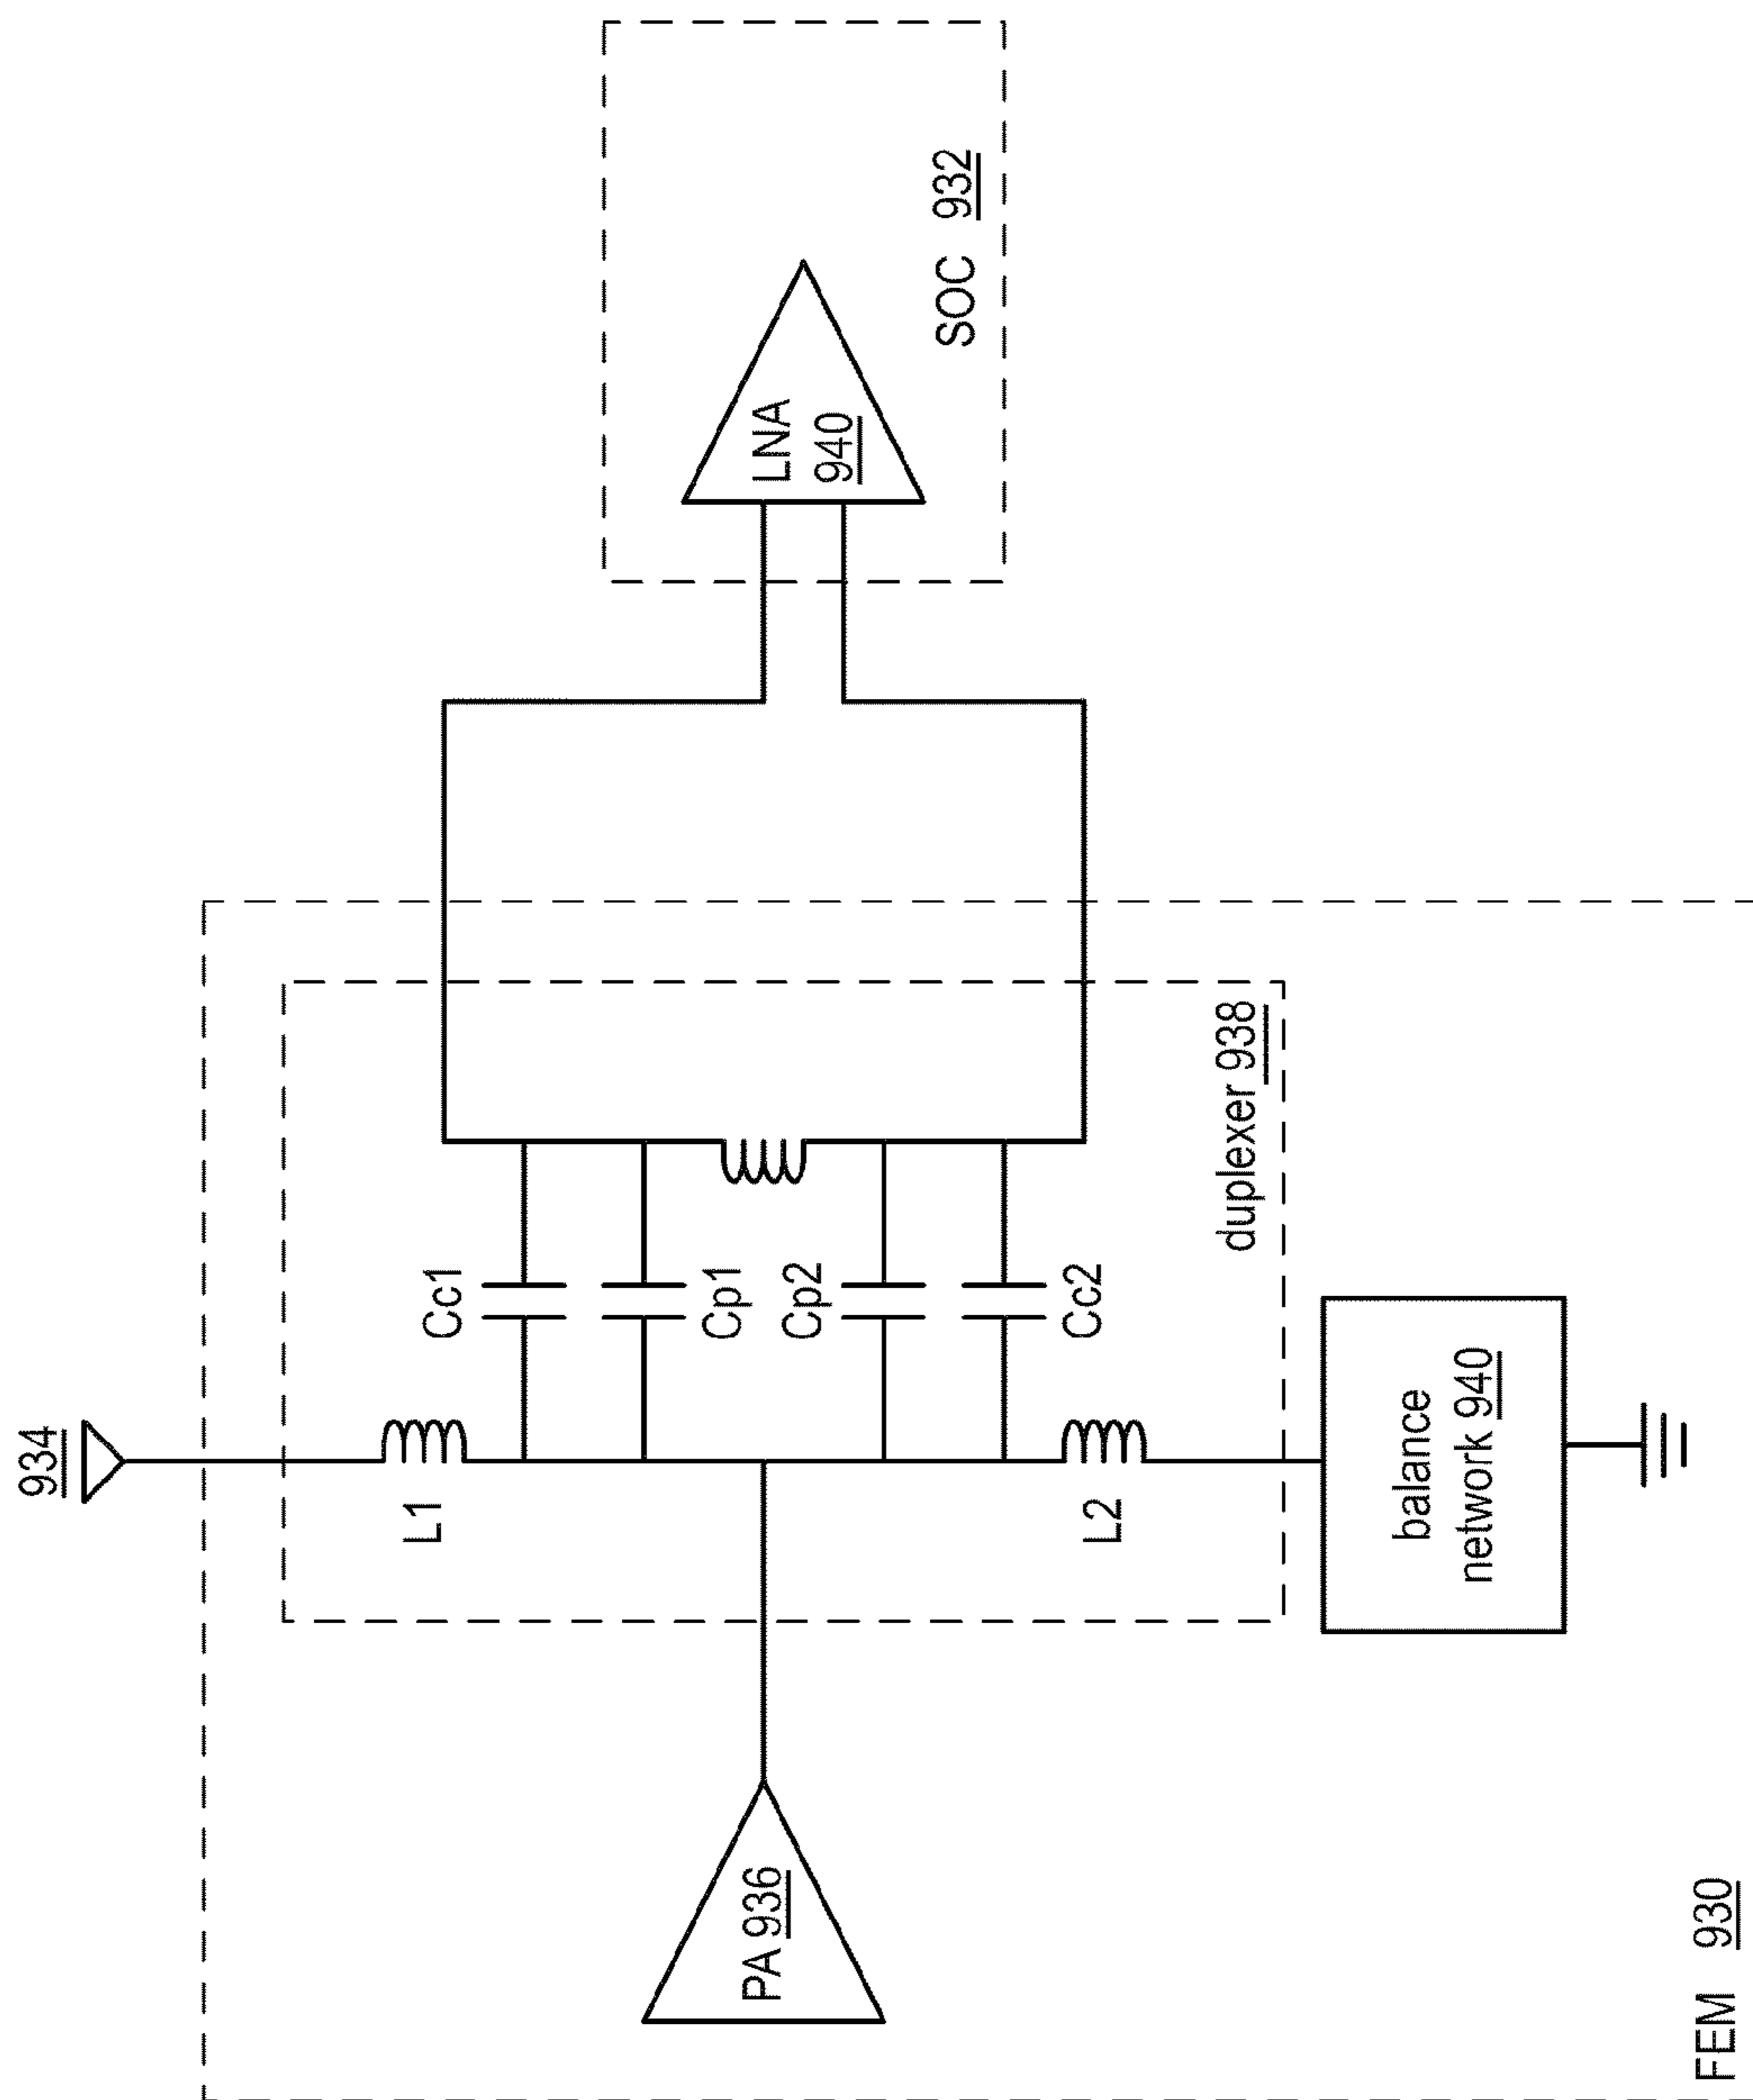 934
L1
Cc1
PA 936
Cp1
LNA
940
Cp2
SOC 932
L2
Cc2
duplexer 938
balance
network 940
FEM 930